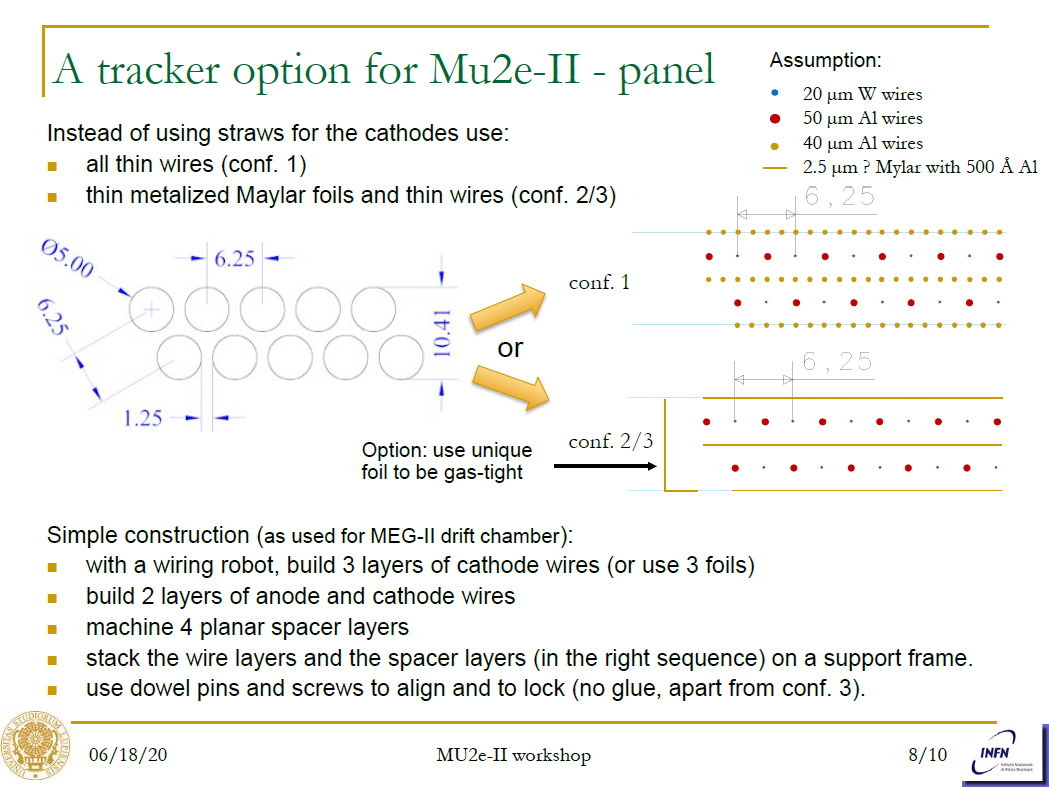 A tracker option for Mu2e-II - panel
Assumption:
20 µm W wires
50 µm Al wires
40 µm Al wires
2.5 µm ? Mylar with 500 Å Al
Instead of using straws for the cathodes use:
all thin wires (conf. 1)
thin metalized Maylar foils and thin wires (conf. 2/3)
6,25
Ø5.00
6.25
6.25
10.41
1.25
conf. 1
or
6,25
conf. 2/3
Option: use unique
foil to be gas-tight
Simple construction (as used for MEG-II drift chamber):
with a wiring robot, build 3 layers of cathode wires (or use 3 foils)
build 2 layers of anode and cathode wires
machine 4 planar spacer layers
stack the wire layers and the spacer layers (in the right sequence) on a support frame.
use dowel pins and screws to align and to lock (no glue, apart from conf. 3).
06/18/20
MU2e-II workshop
8/10
INFN